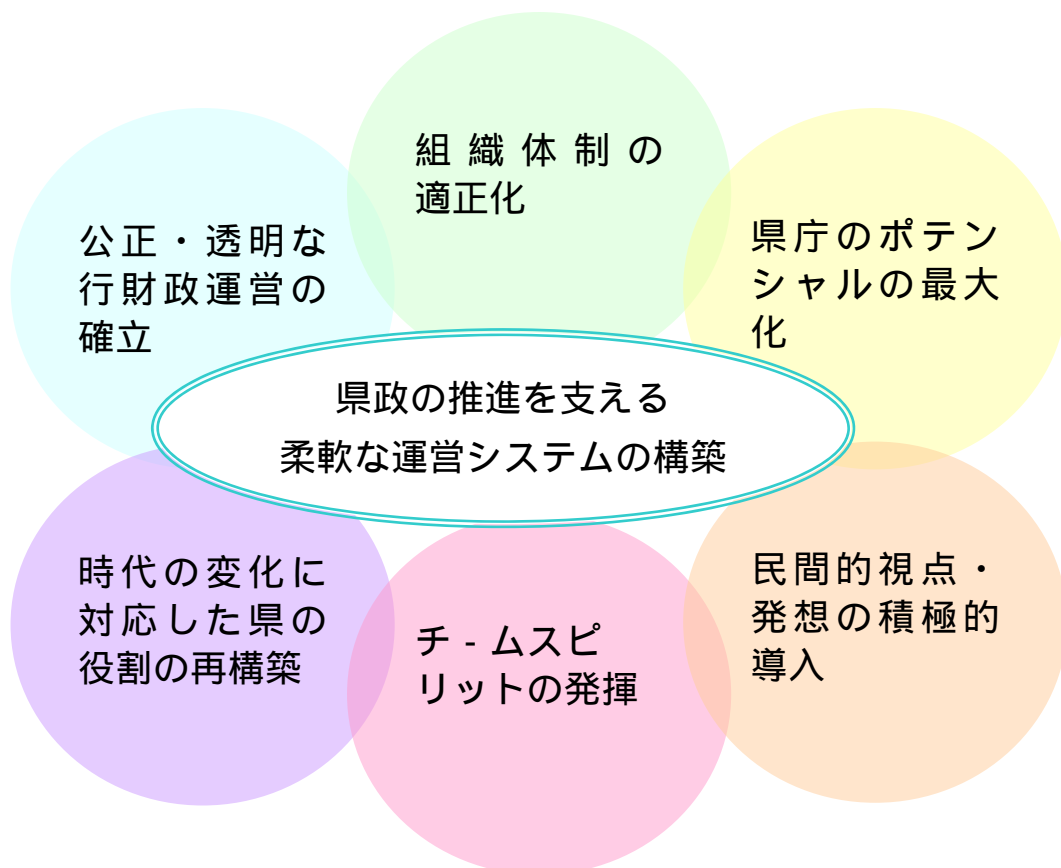 組織体制の
適正化
公正・透明な
行財政運営の
確立
県庁のポテン
シャルの最大
化
県政の推進を支える
柔軟な運営システムの構築
時代の変化に
対応した県の
役割の再構築
チ-ムスピ
リットの発揮
民間的視点・
発想の積極的
導入